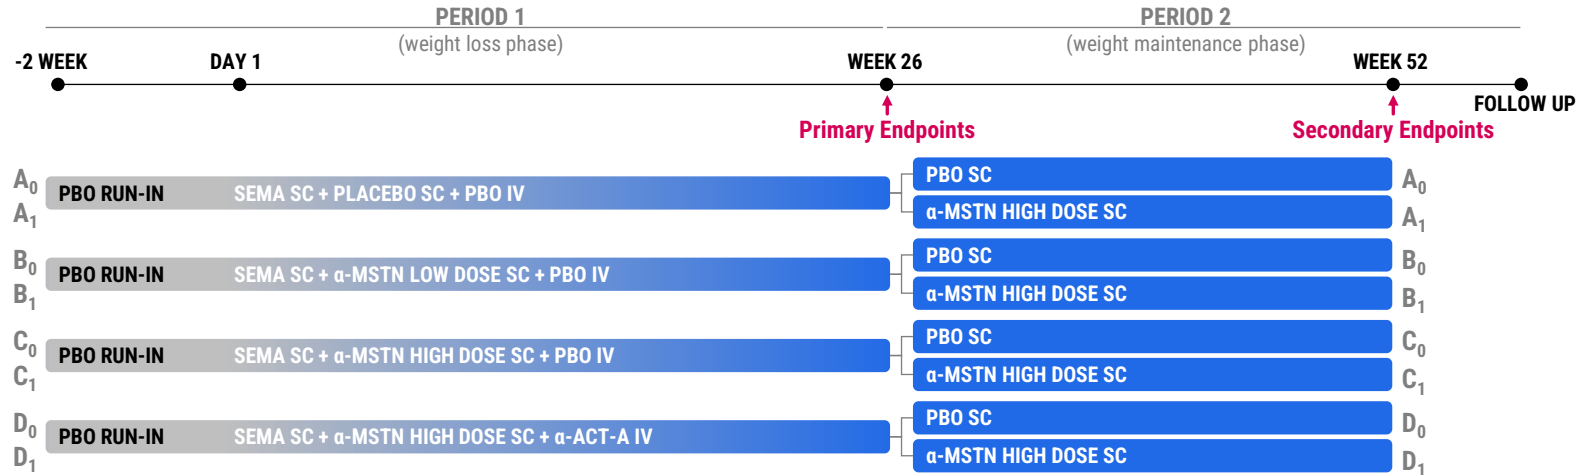 PERIOD 1
PERIOD 2
(weight loss phase)
(weight maintenance phase)
-2 WEEK
DAY 1
WEEK 26
WEEK 52
FOLLOW UP
Primary Endpoints
Secondary Endpoints
A₀
A₁
PBO RUN-IN
SEMA SC + PLACEBO SC + PBO IV
PBO SC
α-MSTN HIGH DOSE SC
A₀
A₁
B₀
B₁
PBO RUN-IN
SEMA SC + α-MSTN LOW DOSE SC + PBO IV
PBO SC
α-MSTN HIGH DOSE SC
B₀
B₁
C₀
C₁
PBO RUN-IN
SEMA SC + α-MSTN HIGH DOSE SC + PBO IV
PBO SC
α-MSTN HIGH DOSE SC
C₀
C₁
D₀
D₁
PBO RUN-IN
SEMA SC + α-MSTN HIGH DOSE SC + α-ACT-A IV
PBO SC
α-MSTN HIGH DOSE SC
D₀
D₁